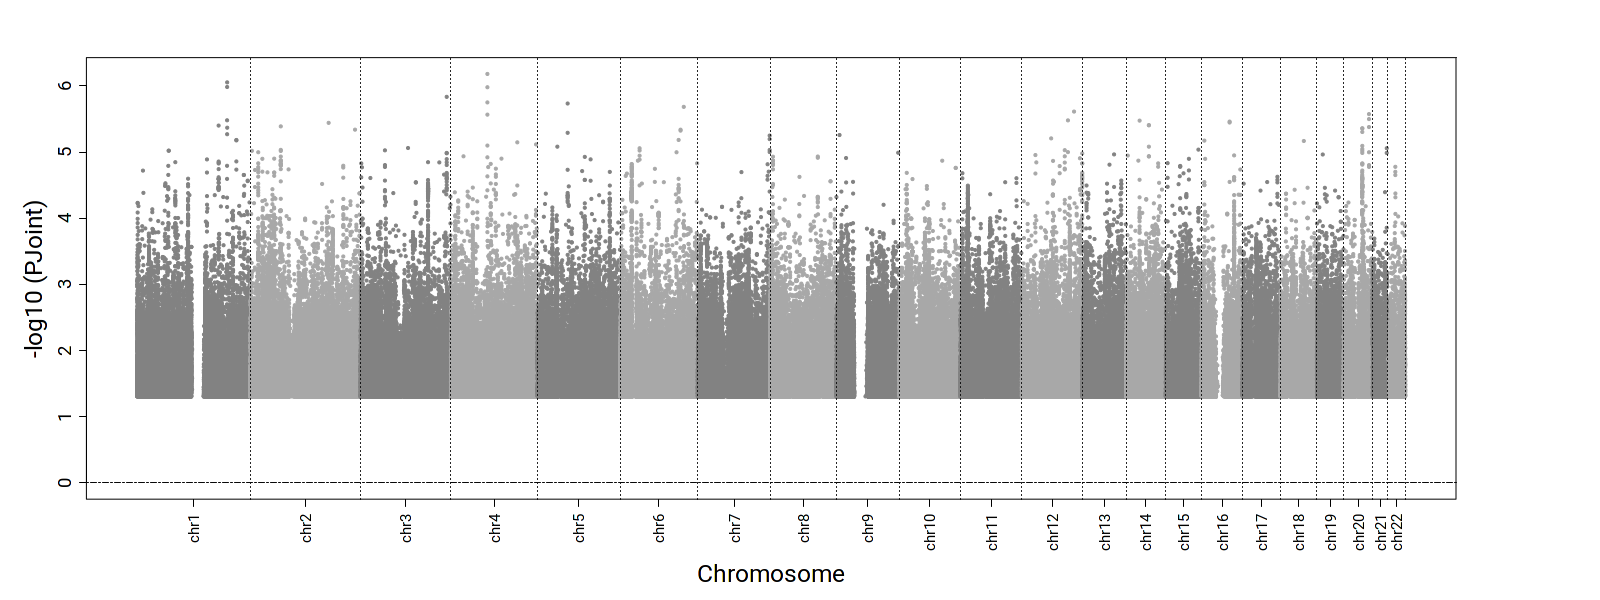 -log10 (PJoint)
6
5
4
3
2
1
0
chr1
chr2
chr3
chr4
chr5
chr6
chr7
chr8
chr9
chr10
chr11
chr12
chr13
chr14
chr15
chr16
chr17
chr18
chr19
chr20
chr21
chr22
Chromosome